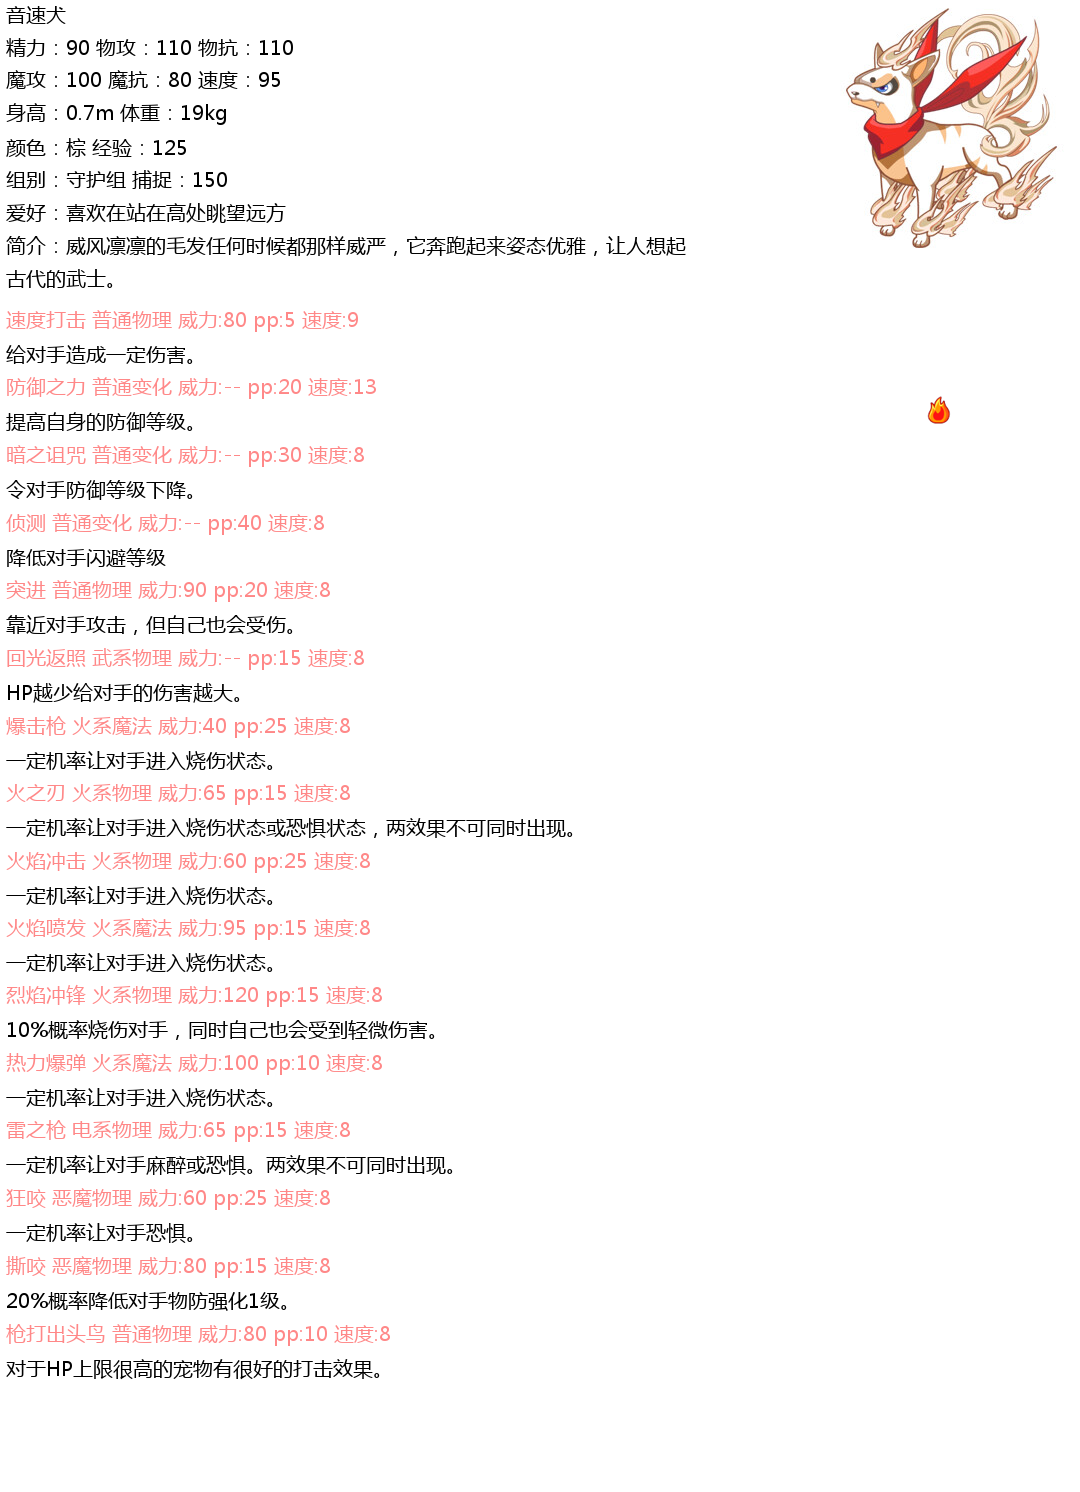 音速犬
精力：90 物攻：110 物抗：110
魔攻：100 魔抗：80 速度：95
身高：0.7m 体重：19kg
颜色：棕 经验：125
组别：守护组 捕捉：150
爱好：喜欢在站在高处眺望远方
简介：威风凛凛的毛发任何时候都那样威严，它奔跑起来姿态优雅，让人想起
古代的武士。
速度打击 普通物理 威力:80 pp:5 速度:9
给对手造成一定伤害。
防御之力 普通变化 威力:-- pp:20 速度:13
提高自身的防御等级。
暗之诅咒 普通变化 威力:-- pp:30 速度:8
令对手防御等级下降。
侦测 普通变化 威力:-- pp:40 速度:8
降低对手闪避等级
突进 普通物理 威力:90 pp:20 速度:8
靠近对手攻击，但自己也会受伤。
回光返照 武系物理 威力:-- pp:15 速度:8
HP越少给对手的伤害越大。
爆击枪 火系魔法 威力:40 pp:25 速度:8
一定机率让对手进入烧伤状态。
火之刃 火系物理 威力:65 pp:15 速度:8
一定机率让对手进入烧伤状态或恐惧状态，两效果不可同时出现。
火焰冲击 火系物理 威力:60 pp:25 速度:8
一定机率让对手进入烧伤状态。
火焰喷发 火系魔法 威力:95 pp:15 速度:8
一定机率让对手进入烧伤状态。
烈焰冲锋 火系物理 威力:120 pp:15 速度:8
10%概率烧伤对手，同时自己也会受到轻微伤害。
热力爆弹 火系魔法 威力:100 pp:10 速度:8
一定机率让对手进入烧伤状态。
雷之枪 电系物理 威力:65 pp:15 速度:8
一定机率让对手麻醉或恐惧。两效果不可同时出现。
狂咬 恶魔物理 威力:60 pp:25 速度:8
一定机率让对手恐惧。
撕咬 恶魔物理 威力:80 pp:15 速度:8
20%概率降低对手物防强化1级。
枪打出头鸟 普通物理 威力:80 pp:10 速度:8
对于HP上限很高的宠物有很好的打击效果。